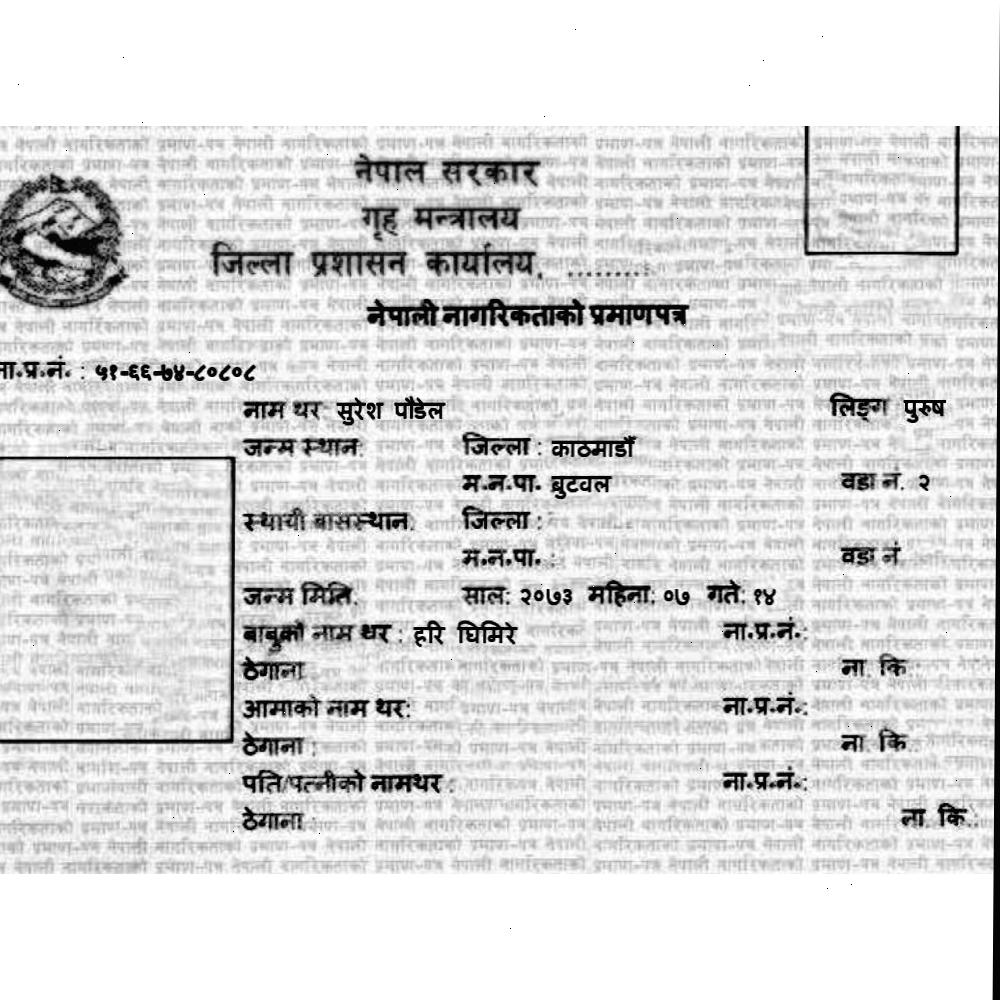 नेपाल सरकार
गृह मन्त्रालय
जिल्ला प्रशासन कार्यालय, .........
नेपाली नागरिकताको प्रमाणपत्र
ना.प्र.नं. : ५१-६६-७४-८०८०८
नाम थर: सुरेश पौडेल लिङ्ग पुरुष
जन्म स्थान: जिल्ला : काठमाडौं
म.न.पा. बुटवल वडा नं. २
स्थायी बासस्थान: जिल्ला :
म.न.पा. : वडा नं
जन्म मिति: साल: २०७३ महिना: ०७ गते: १४
बाबुको नाम थर : हरि घिमिरे ना.प्र.नं.:
ठेगाना ना. कि.:
आमाको नाम थर: ना.प्र.नं.:
ठेगाना : ना. कि.
पति/पत्नीको नामथर : ना.प्र.नं.:
ठेगाना : ना. कि.: